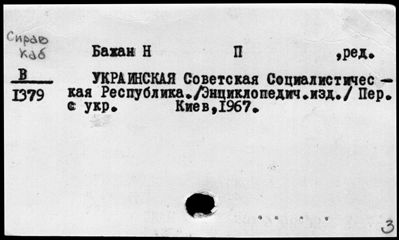 Справ
каб
Бажан Н П ,ред.
В
1379
УКРАИНСКАЯ Советская Социалистичес-
кая Республика./Энциклопедич.изд./ Пер.
с укр. Киев,1967.
3